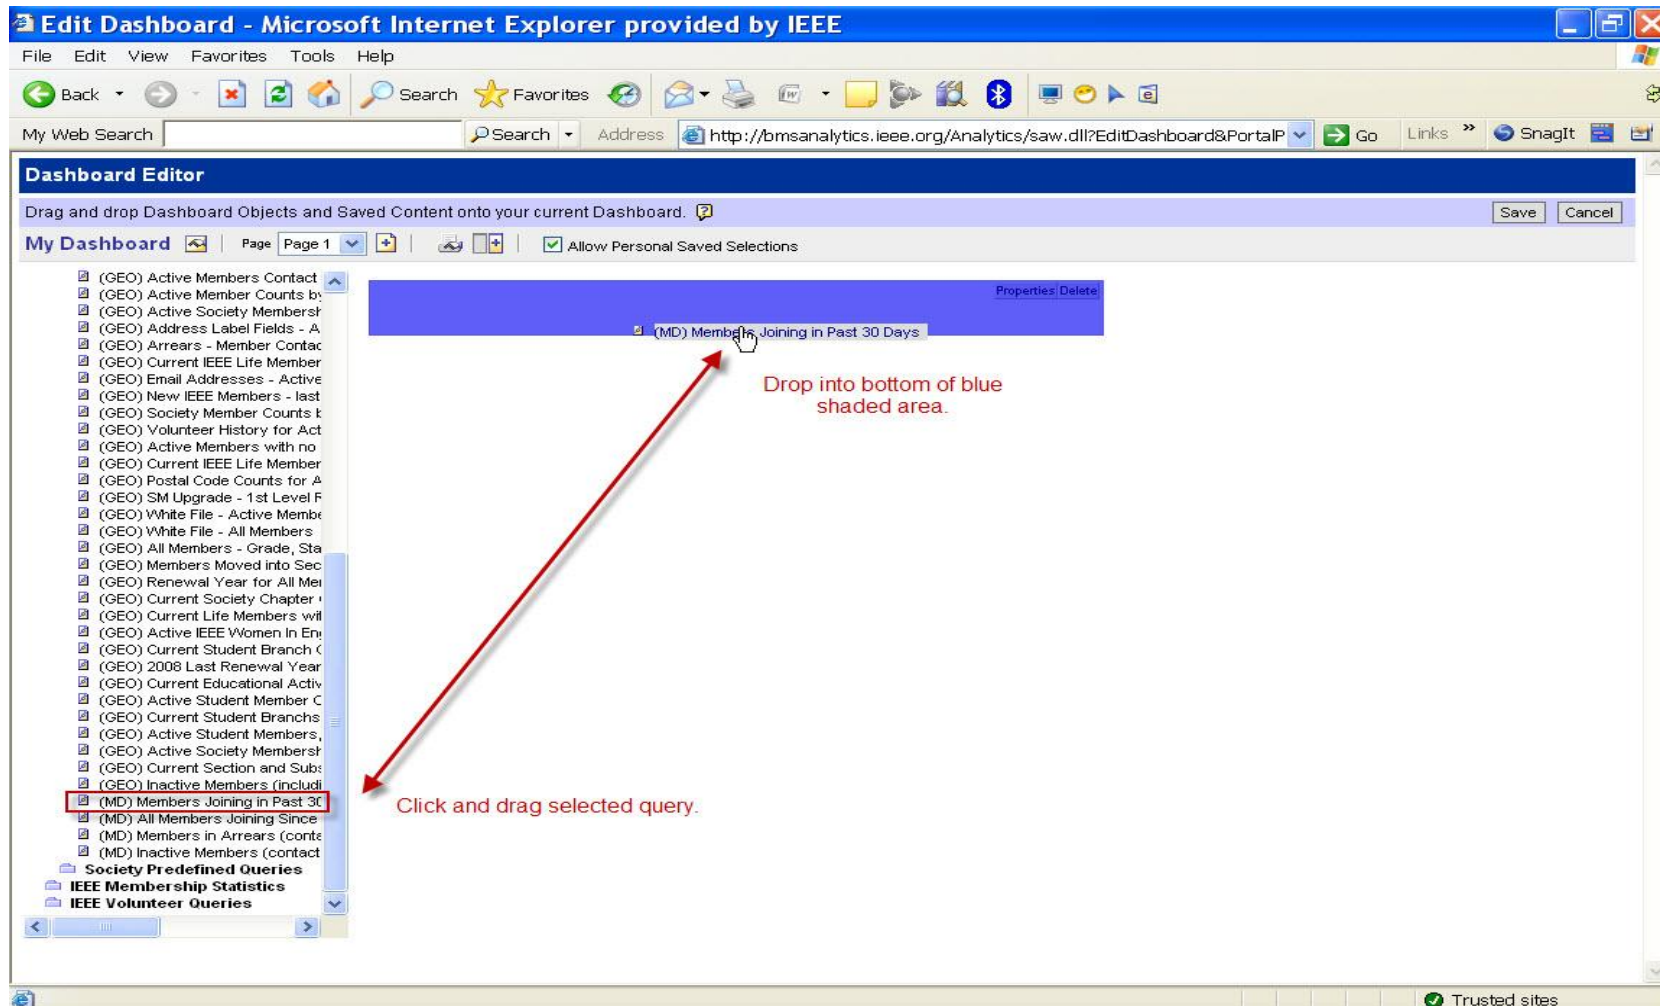 Edit Dashboard - Microsoft Internet Explorer provided by IEEE
File Edit View Favorites Tools Help
Back Search Favorites
My Web Search Search Address http://bmsanalytics.ieee.org/Analytics/saw.dll?EditDashboard&PortalP Go Links » SnagIt
Dashboard Editor
Drag and drop Dashboard Objects and Saved Content onto your current Dashboard. Save Cancel
My Dashboard Page Page 1 Allow Personal Saved Selections
(GEO) Active Members Contact
(GEO) Active Member Counts by
Properties Delete
(GEO) Active Society Membersh
(GEO) Address Label Fields - A
(MD) Members Joining in Past 30 Days
(GEO) Arrears - Member Contac
(GEO) Current IEEE Life Member
(GEO) Email Addresses - Active
Drop into bottom of blue
(GEO) New IEEE Members - last
shaded area.
(GEO) Society Member Counts b
(GEO) Volunteer History for Act
(GEO) Active Members with no
(GEO) Current IEEE Life Member
(GEO) Postal Code Counts for A
(GEO) SM Upgrade - 1st Level R
(GEO) White File - Active Membe
(GEO) White File - All Members
(GEO) All Members - Grade, Sta
(GEO) Members Moved into Sec
(GEO) Renewal Year for All Mem
(GEO) Current Society Chapter
(GEO) Current Life Members wit
(GEO) Active IEEE Women In Eng
(GEO) Current Student Branch C
(GEO) 2008 Last Renewal Year
(GEO) Current Educational Activ
(GEO) Active Student Member C
(GEO) Current Student Branchs
(GEO) Active Student Members,
(GEO) Active Society Membersh
(GEO) Current Section and Subs
(GEO) Inactive Members (includi
(MD) Members Joining in Past 30
Click and drag selected query.
(MD) All Members Joining Since
(MD) Members in Arrears (conta
(MD) Inactive Members (contact
Society Predefined Queries
IEEE Membership Statistics
IEEE Volunteer Queries
Trusted sites